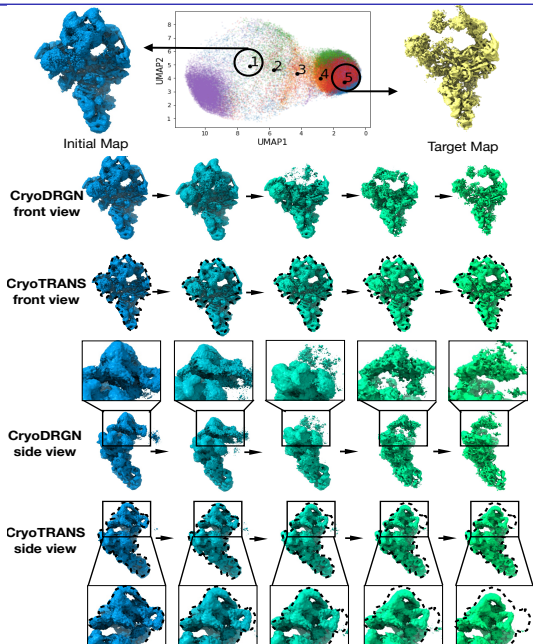 UMAP2
8
7
6
5
4
3
2
1
1
2
3
4
5
10
8
6
4
2
0
UMAP1
Initial Map
Target Map
CryoDRGN
front view
CryoTRANS
front view
CryoDRGN
side view
CryoTRANS
side view